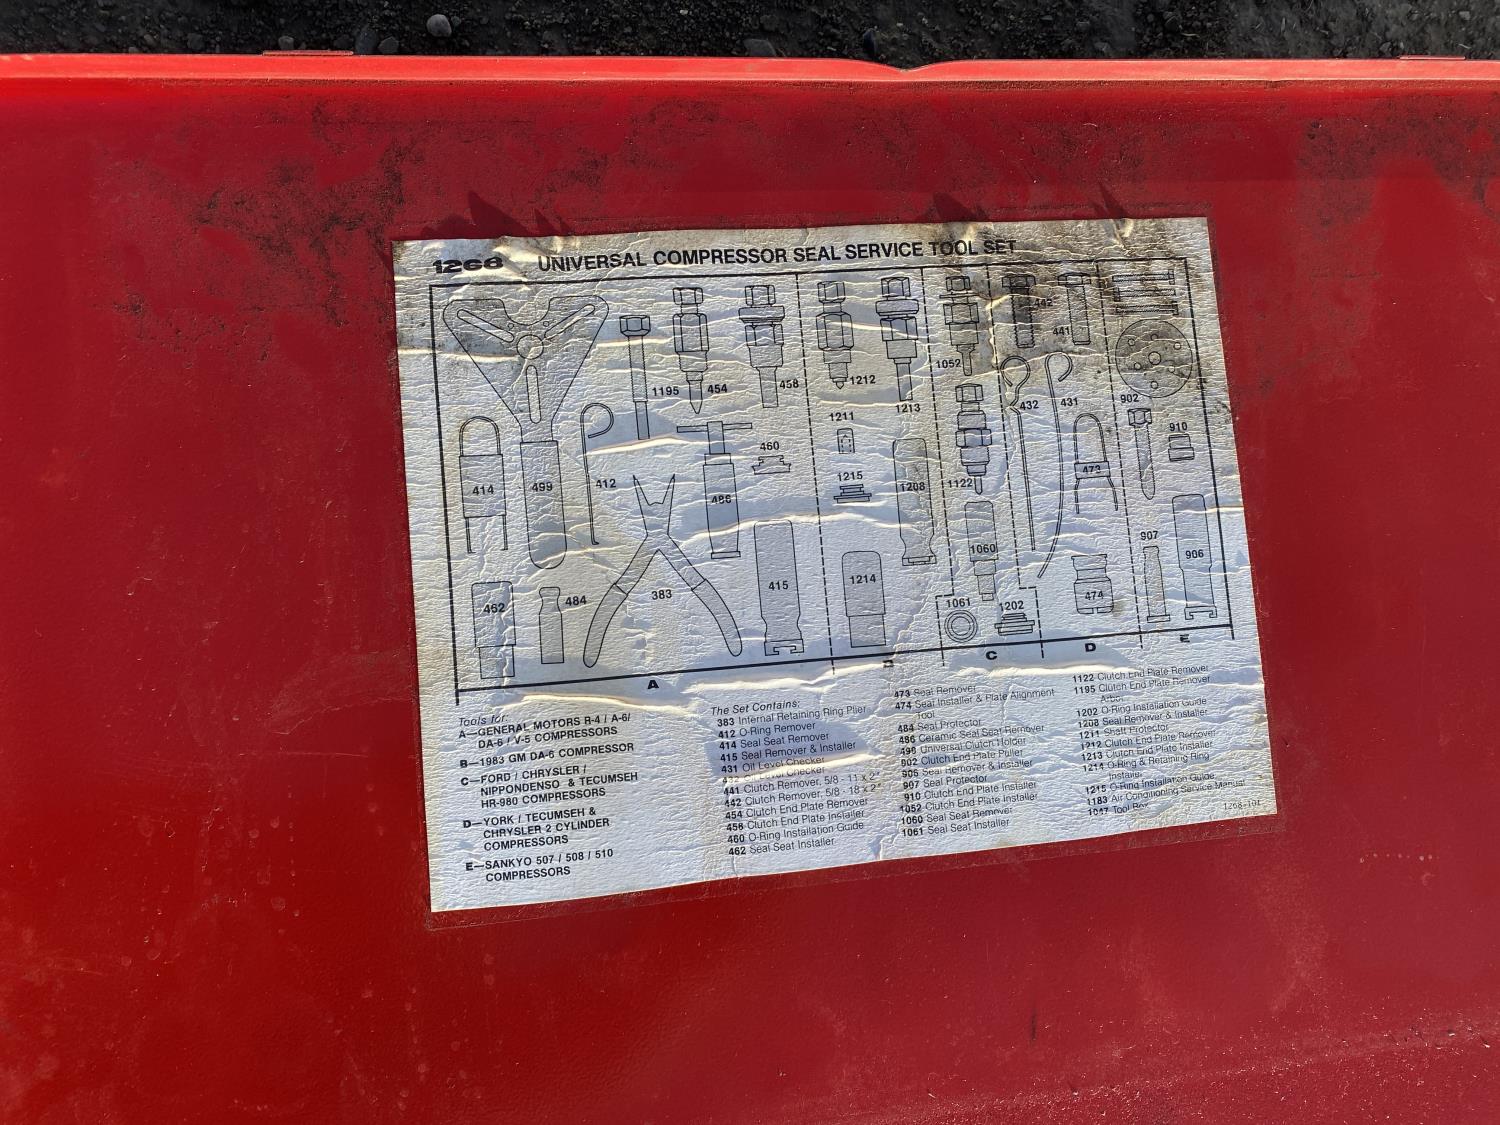 1268 UNIVERSAL COMPRESSOR SEAL SERVICE TOOL SET
442
441
1195
454
458
1212
1213
1052
432
431
902
1211
910
460
414
499
412
486
1215
1208
1122
473
907
906
462
484
383
415
1214
1060
1061
1202
474
A
B
C
D
E
Tools for:
A—GENERAL MOTORS R-4 / A-6/
DA-6 / V-5 COMPRESSORS
B—1983 GM DA-6 COMPRESSOR
C—FORD / CHRYSLER /
NIPPONDENSO & TECUMSEH
HR-980 COMPRESSORS
D—YORK / TECUMSEH &
CHRYSLER 2 CYLINDER
COMPRESSORS
E—SANKYO 507 / 508 / 510
COMPRESSORS
The Set Contains:
383 Internal Retaining Ring Plier
412 O-Ring Remover
414 Seal Seat Remover
415 Seal Remover & Installer
431 Oil Level Checker
432 Oil Level Checker
441 Clutch Remover, 5/8 - 11 x 2"
442 Clutch Remover, 5/8 - 18 x 2"
454 Clutch End Plate Remover
458 Clutch End Plate Installer
460 O-Ring Installation Guide
462 Seal Seat Installer
473 Seal Remover
474 Seal Installer & Plate Alignment
Tool
484 Seal Protector
486 Ceramic Seal Seat Remover
499 Universal Clutch Holder
902 Clutch End Plate Puller
906 Seal Remover & Installer
907 Seal Protector
910 Clutch End Plate Installer
1052 Clutch End Plate Installer
1060 Seal Seat Remover
1061 Seal Seat Installer
1122 Clutch End Plate Remover
1195 Clutch End Plate Remover
1202 O-Ring Installation Guide
1208 Seal Remover & Installer
1211 Shaft Protector
1212 Clutch End Plate Remover
1213 Clutch End Plate Installer
1214 O-Ring & Retaining Ring
Installer
1215 O-Ring Installation Guide
1183 Air Conditioning Service Manual
1047 Tool Box